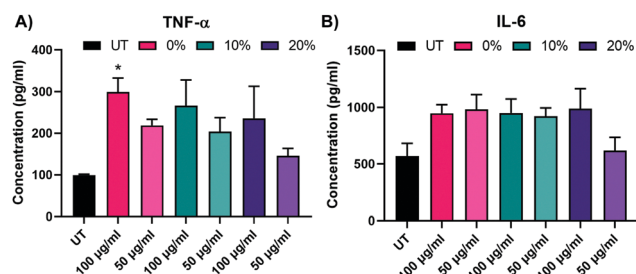 A) TNF-α
UT 0% 10% 20%
Concentration (pg/ml)
400
300
200
100
0
*
UT
100 µg/ml
50 µg/ml
100 µg/ml
50 µg/ml
100 µg/ml
50 µg/ml
B) IL-6
UT 0% 10% 20%
Concentration (pg/ml)
1500
1000
500
0
UT
100 µg/ml
50 µg/ml
100 µg/ml
50 µg/ml
100 µg/ml
50 µg/ml